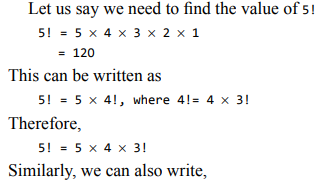 Let us say we need to find the value of 5!
5! = 5 × 4 × 3 × 2 × 1
= 120
This can be written as
5! = 5 × 4!, where 4!= 4 × 3!
Therefore,
5! = 5 × 4 × 3!
Similarly, we can also write,